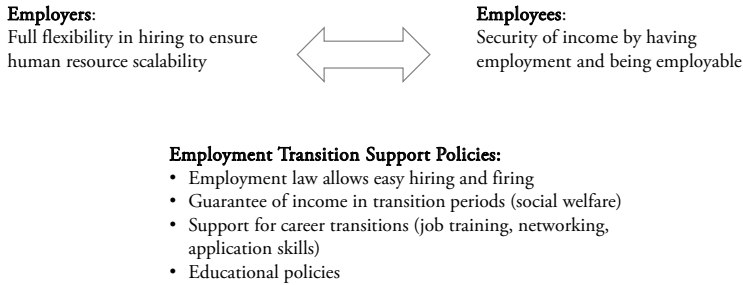 Employers:
Full flexibility in hiring to ensure
human resource scalability
Employees:
Security of income by having
employment and being employable
Employment Transition Support Policies:
• Employment law allows easy hiring and firing
• Guarantee of income in transition periods (social welfare)
• Support for career transitions (job training, networking,
application skills)
• Educational policies